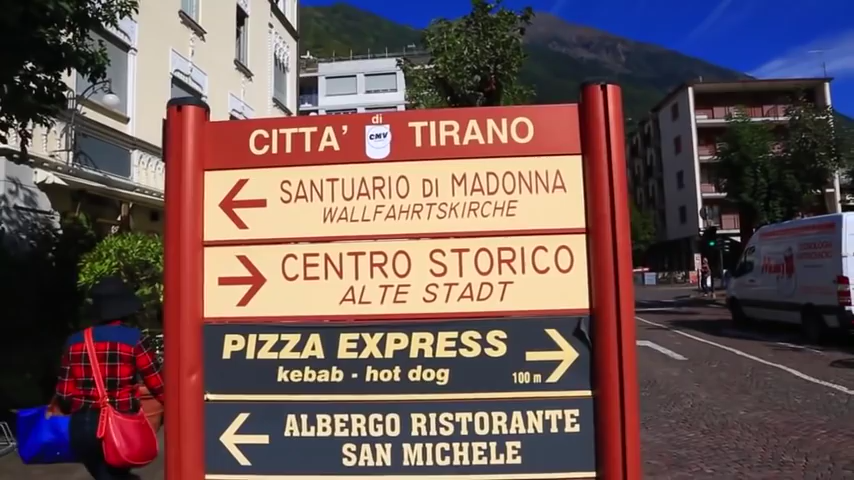 CITTA' di TIRANO
CMV
SANTUARIO di MADONNA
WALLFAHRTSKIRCHE
CENTRO STORICO
ALTE STADT
PIZZA EXPRESS
kebab - hot dog
100 m
ALBERGO RISTORANTE
SAN MICHELE